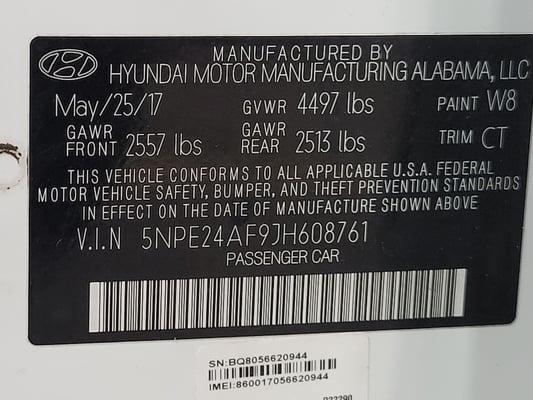 MANUFACTURED BY
HYUNDAI MOTOR MANUFACTURING ALABAMA, LLC
May/25/17 GVWR 4497 lbs PAINT W8
GAWR FRONT 2557 lbs GAWR REAR 2513 lbs TRIM CT
THIS VEHICLE CONFORMS TO ALL APPLICABLE U.S.A. FEDERAL
MOTOR VEHICLE SAFETY, BUMPER, AND THEFT PREVENTION STANDARDS
IN EFFECT ON THE DATE OF MANUFACTURE SHOWN ABOVE
V.I.N 5NPE24AF9JH608761
PASSENGER CAR
SN:BQ8056620944
IMEI:860017056620944